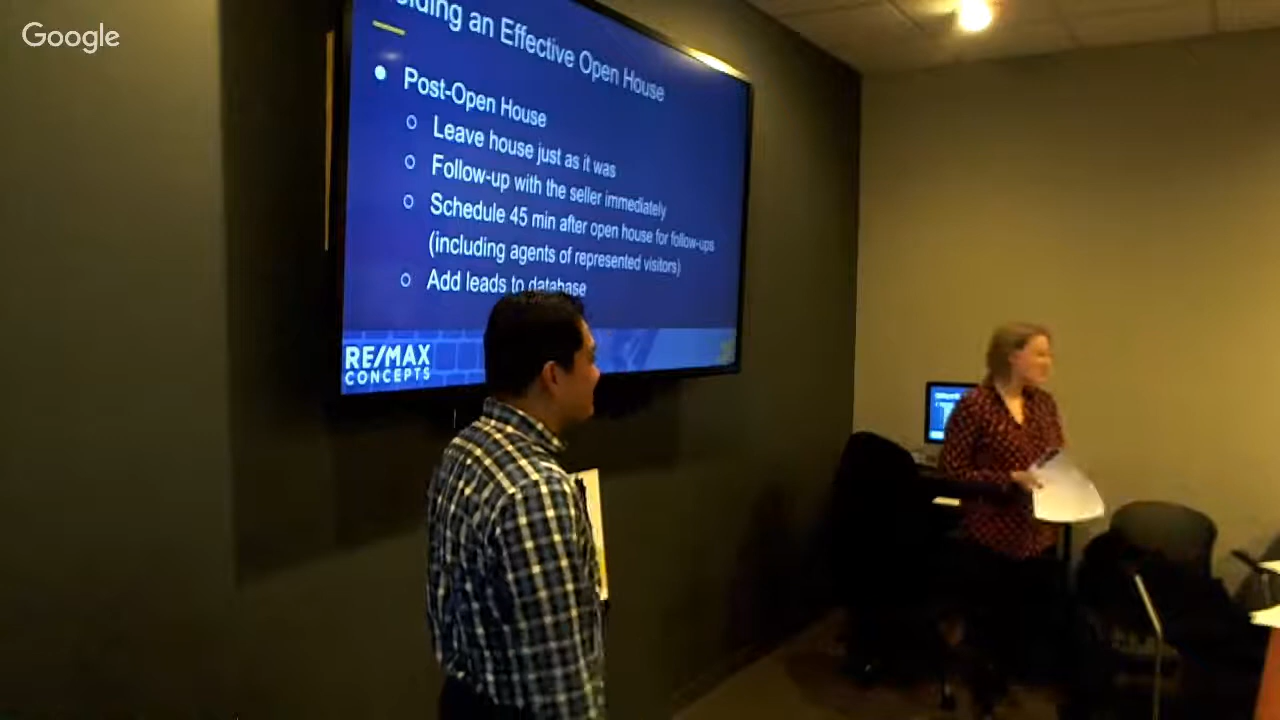 Google
olding an Effective Open House
Post-Open House
Leave house just as it was
Follow-up with the seller immediately
Schedule 45 min after open house for follow-ups
(including agents of represented visitors)
Add leads to database
RE/MAX
CONCEPTS